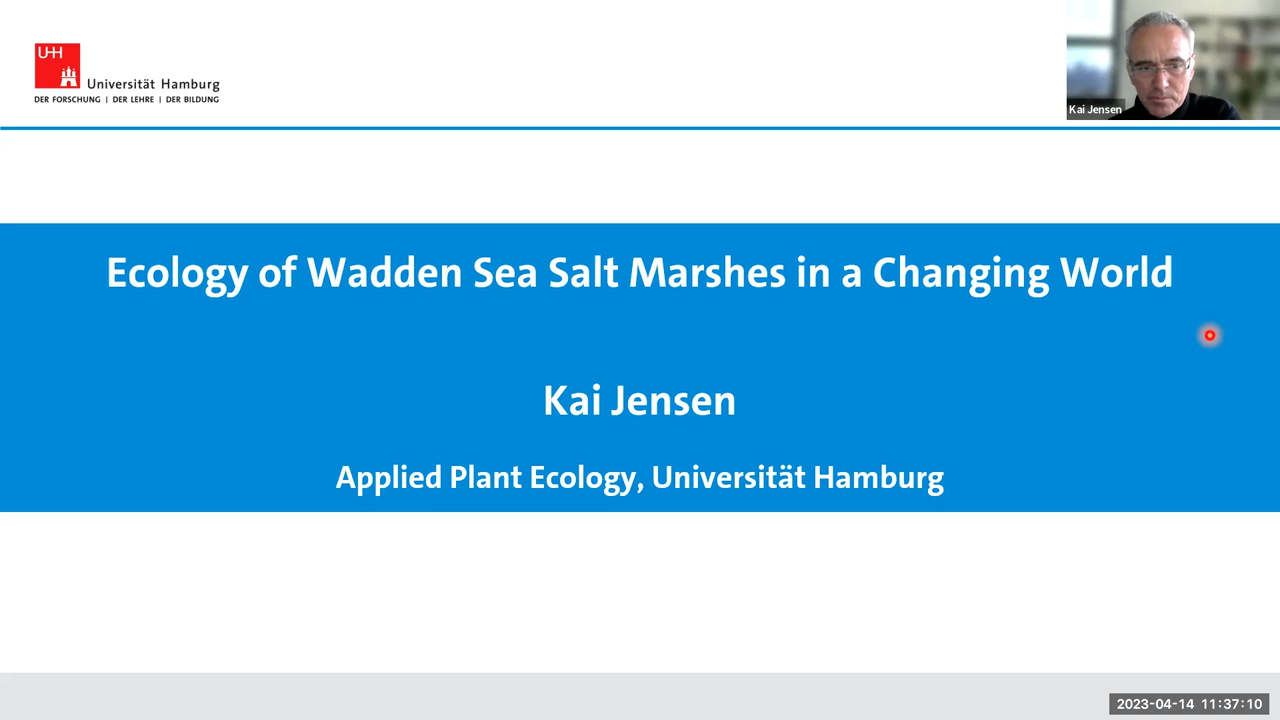 UHH
Universität Hamburg
DER FORSCHUNG | DER LEHRE | DER BILDUNG
Kai Jensen
Ecology of Wadden Sea Salt Marshes in a Changing World
Kai Jensen
Applied Plant Ecology, Universität Hamburg
2023-04-14 11:37:10